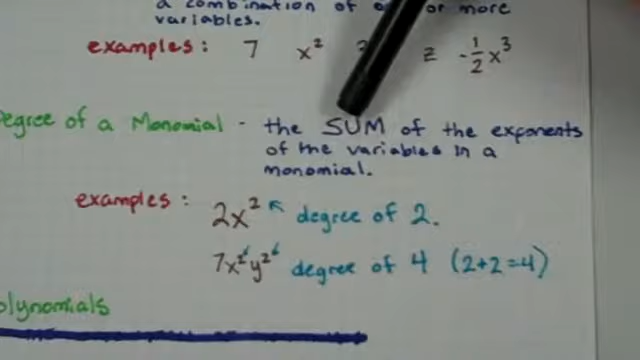 a combination of or more
variables.
examples: 7 x² z -1/2x³
Degree of a Monomial - the SUM of the exponents
of the variables in a
monomial.
examples: 2x² degree of 2.
7x²y² degree of 4 (2+2=4)
olynomials